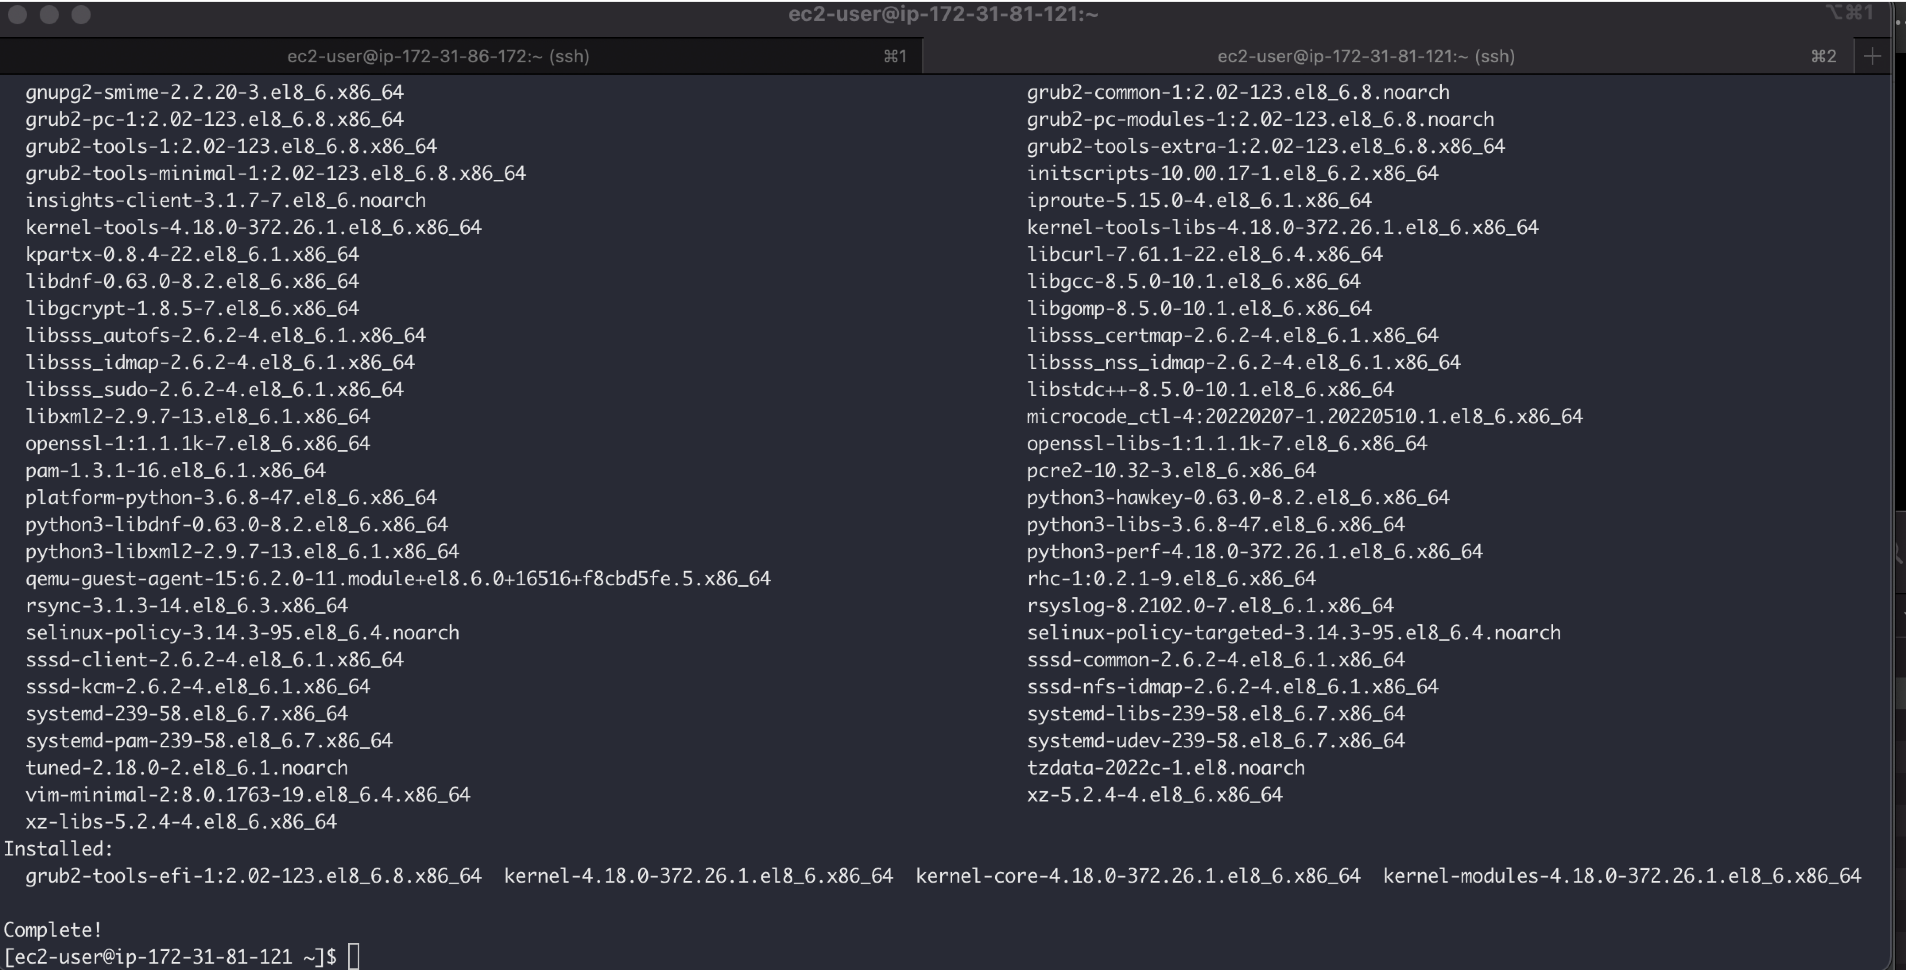 ec2-user@ip-172-31-81-121:~ ⌥⌘1
ec2-user@ip-172-31-86-172:~ (ssh) ⌘1 ec2-user@ip-172-31-81-121:~ (ssh) ⌘2 +
gnupg2-smime-2.2.20-3.el8_6.x86_64 grub2-common-1:2.02-123.el8_6.8.noarch
grub2-pc-1:2.02-123.el8_6.8.x86_64 grub2-pc-modules-1:2.02-123.el8_6.8.noarch
grub2-tools-1:2.02-123.el8_6.8.x86_64 grub2-tools-extra-1:2.02-123.el8_6.8.x86_64
grub2-tools-minimal-1:2.02-123.el8_6.8.x86_64 initscripts-10.00.17-1.el8_6.2.x86_64
insights-client-3.1.7-7.el8_6.noarch iproute-5.15.0-4.el8_6.1.x86_64
kernel-tools-4.18.0-372.26.1.el8_6.x86_64 kernel-tools-libs-4.18.0-372.26.1.el8_6.x86_64
kpartx-0.8.4-22.el8_6.1.x86_64 libcurl-7.61.1-22.el8_6.4.x86_64
libdnf-0.63.0-8.2.el8_6.x86_64 libgcc-8.5.0-10.1.el8_6.x86_64
libgcrypt-1.8.5-7.el8_6.x86_64 libgomp-8.5.0-10.1.el8_6.x86_64
libsss_autofs-2.6.2-4.el8_6.1.x86_64 libsss_certmap-2.6.2-4.el8_6.1.x86_64
libsss_idmap-2.6.2-4.el8_6.1.x86_64 libsss_nss_idmap-2.6.2-4.el8_6.1.x86_64
libsss_sudo-2.6.2-4.el8_6.1.x86_64 libstdc++-8.5.0-10.1.el8_6.x86_64
libxml2-2.9.7-13.el8_6.1.x86_64 microcode_ctl-4:20220207-1.20220510.1.el8_6.x86_64
openssl-1:1.1.1k-7.el8_6.x86_64 openssl-libs-1:1.1.1k-7.el8_6.x86_64
pam-1.3.1-16.el8_6.1.x86_64 pcre2-10.32-3.el8_6.x86_64
platform-python-3.6.8-47.el8_6.x86_64 python3-hawkey-0.63.0-8.2.el8_6.x86_64
python3-libdnf-0.63.0-8.2.el8_6.x86_64 python3-libs-3.6.8-47.el8_6.x86_64
python3-libxml2-2.9.7-13.el8_6.1.x86_64 python3-perf-4.18.0-372.26.1.el8_6.x86_64
qemu-guest-agent-15:6.2.0-11.module+el8.6.0+16516+f8cbd5fe.5.x86_64 rhc-1:0.2.1-9.el8_6.x86_64
rsync-3.1.3-14.el8_6.3.x86_64 rsyslog-8.2102.0-7.el8_6.1.x86_64
selinux-policy-3.14.3-95.el8_6.4.noarch selinux-policy-targeted-3.14.3-95.el8_6.4.noarch
sssd-client-2.6.2-4.el8_6.1.x86_64 sssd-common-2.6.2-4.el8_6.1.x86_64
sssd-kcm-2.6.2-4.el8_6.1.x86_64 sssd-nfs-idmap-2.6.2-4.el8_6.1.x86_64
systemd-239-58.el8_6.7.x86_64 systemd-libs-239-58.el8_6.7.x86_64
systemd-pam-239-58.el8_6.7.x86_64 systemd-udev-239-58.el8_6.7.x86_64
tuned-2.18.0-2.el8_6.1.noarch tzdata-2022c-1.el8.noarch
vim-minimal-2:8.0.1763-19.el8_6.4.x86_64 xz-5.2.4-4.el8_6.x86_64
xz-libs-5.2.4-4.el8_6.x86_64
Installed:
grub2-tools-efi-1:2.02-123.el8_6.8.x86_64 kernel-4.18.0-372.26.1.el8_6.x86_64 kernel-core-4.18.0-372.26.1.el8_6.x86_64 kernel-modules-4.18.0-372.26.1.el8_6.x86_64
Complete!
[ec2-user@ip-172-31-81-121 ~]$